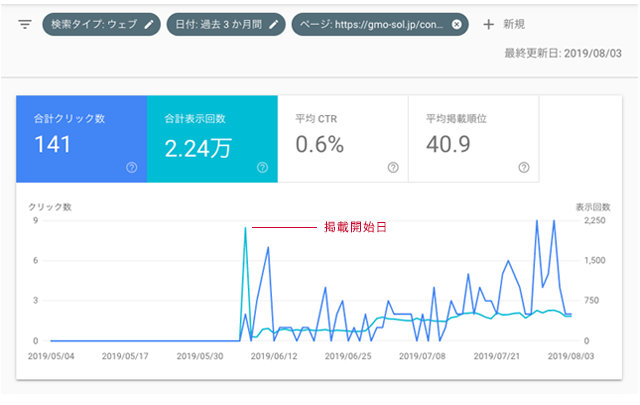 検索タイプ: ウェブ 日付: 過去 3 か月間 ページ: https://gmo-sol.jp/con... 新規
最終更新日: 2019/08/03
合計クリック数 合計表示回数 平均 CTR 平均掲載順位
141 2.24万 0.6% 40.9
クリック数 表示回数
掲載開始日
9 2,250
6 1,500
3 750
0 0
2019/05/04 2019/05/17 2019/05/30 2019/06/12 2019/06/25 2019/07/08 2019/07/21 2019/08/03